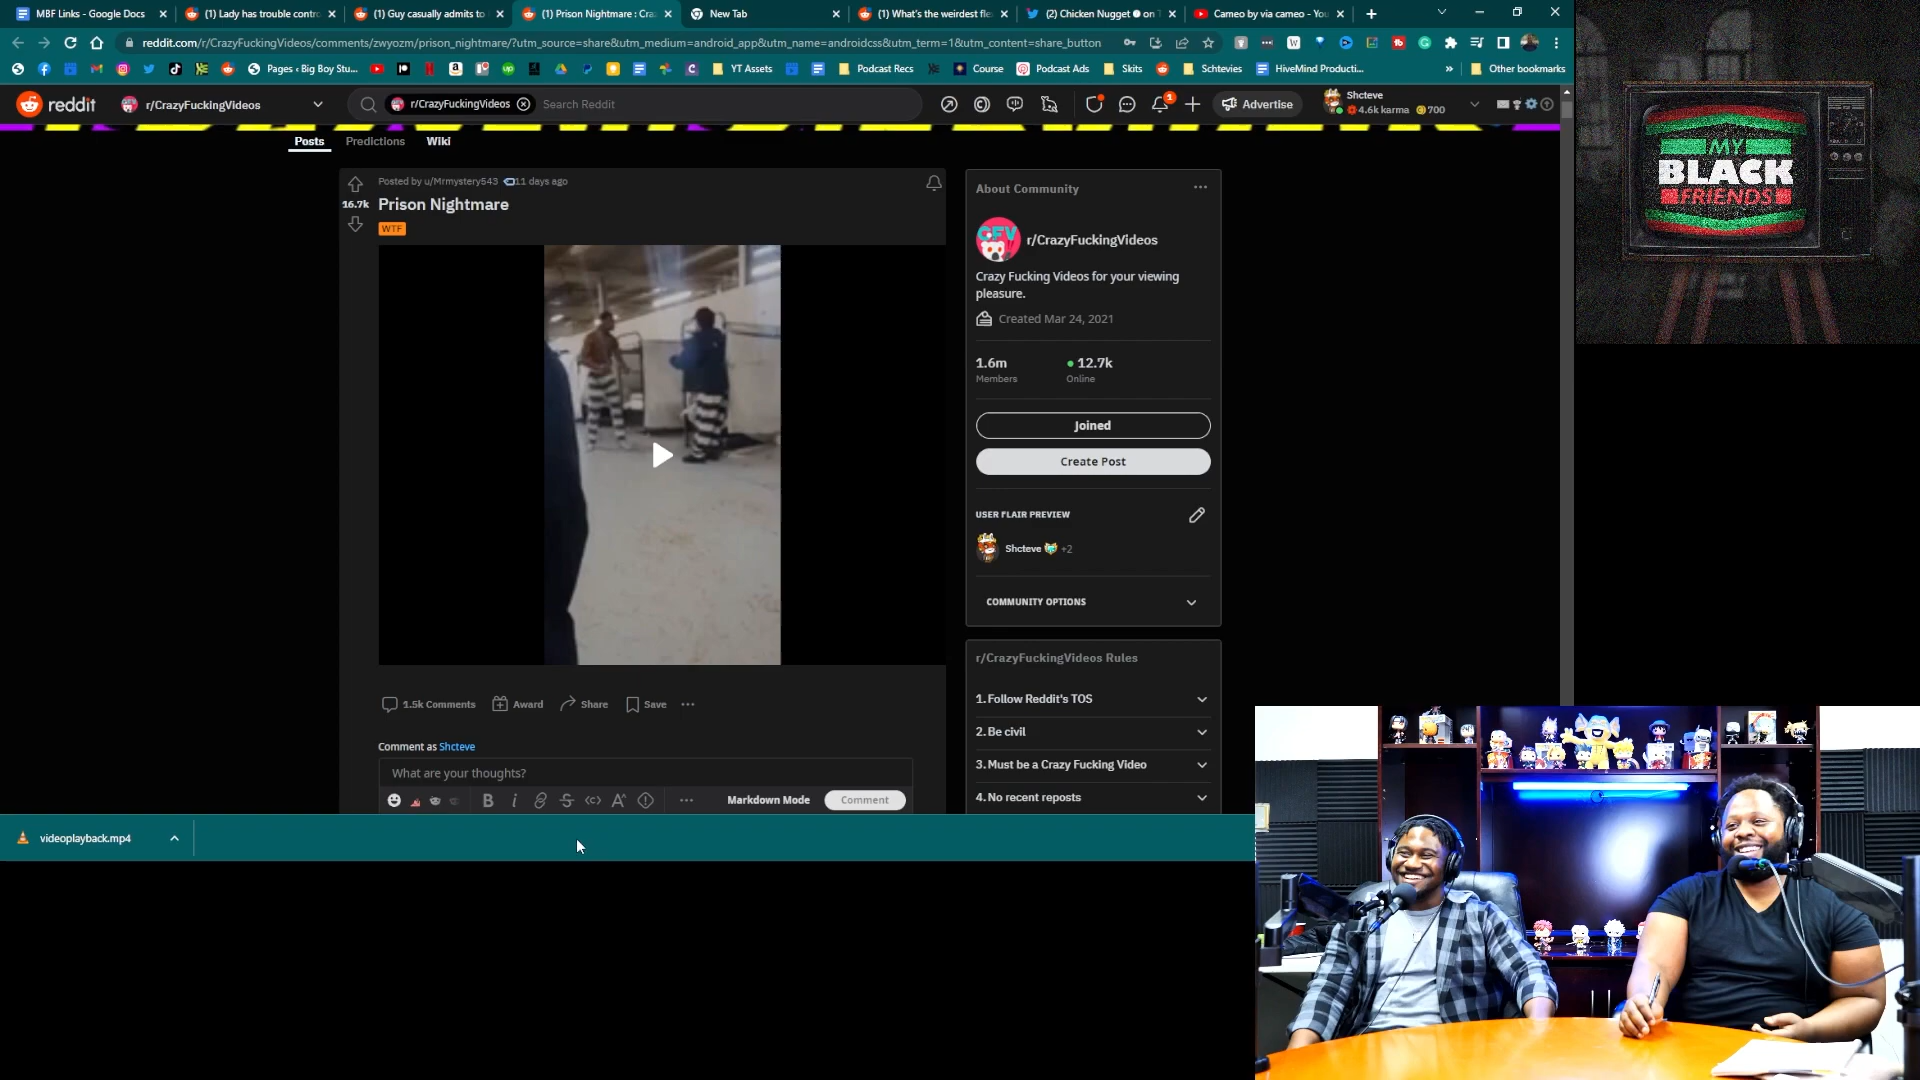 MBF Links - Google Docs
(1) Lady has trouble contro
(1) Guy casually admits to
(1) Prison Nightmare : Cra
New Tab
(1) What's the weirdest fle
(2) Chicken Nugget
on
Cameo by via cameo - You
reddit.com/r/CrazyFuckingVideos/comments/zwyozm/prison_nightmare/?utm_source=share&utm_medium=android_app&utm_name=androidcss&utm_term=1&utm_content=share_button
Pages ‹ Big Boy Stu...
YT Assets
Podcast Recs
Course
Podcast Ads
Skits
Schtevies
HiveMind Producti...
»
Other bookmarks
reddit
r/CrazyFuckingVideos
r/CrazyFuckingVideos
Search Reddit
1
Advertise
Shcteve
4.6k karma
700
Posts
Predictions
Wiki
Posted by u/Mrmystery543
11 days ago
16.7k
Prison Nightmare
WTF
1.5k Comments
Award
Share
Save
Comment as Shcteve
What are your thoughts?
Markdown Mode
Comment
About Community
CFV
r/CrazyFuckingVideos
Crazy Fucking Videos for your viewing
pleasure.
Created Mar 24, 2021
1.6m
12.7k
Members
Online
Joined
Create Post
USER FLAIR PREVIEW
Shcteve
+2
COMMUNITY OPTIONS
r/CrazyFuckingVideos Rules
1. Follow Reddit's TOS
2. Be civil
3. Must be a Crazy Fucking Video
4. No recent reposts
videoplayback.mp4
MY
BLACK
FRIENDS